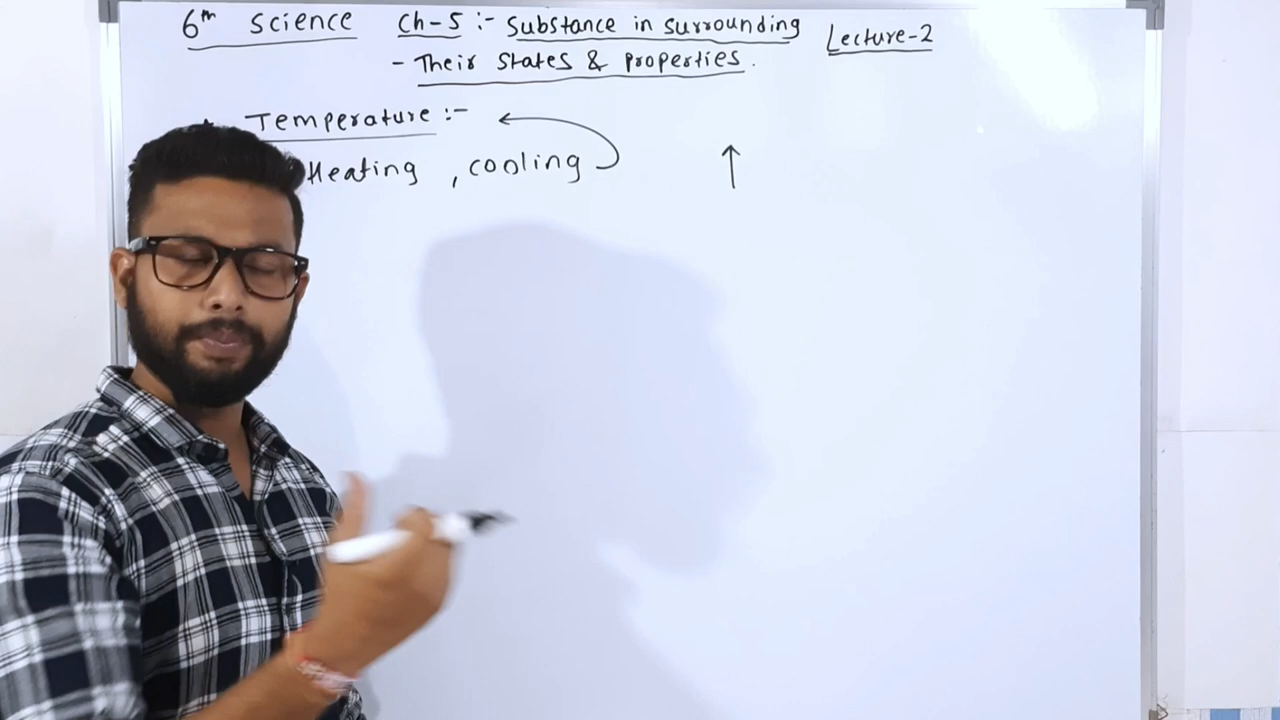 6th Science Ch-5 :- Substance in surrounding Lecture-2
- Their States & properties.
Temperature :-
Heating , cooling